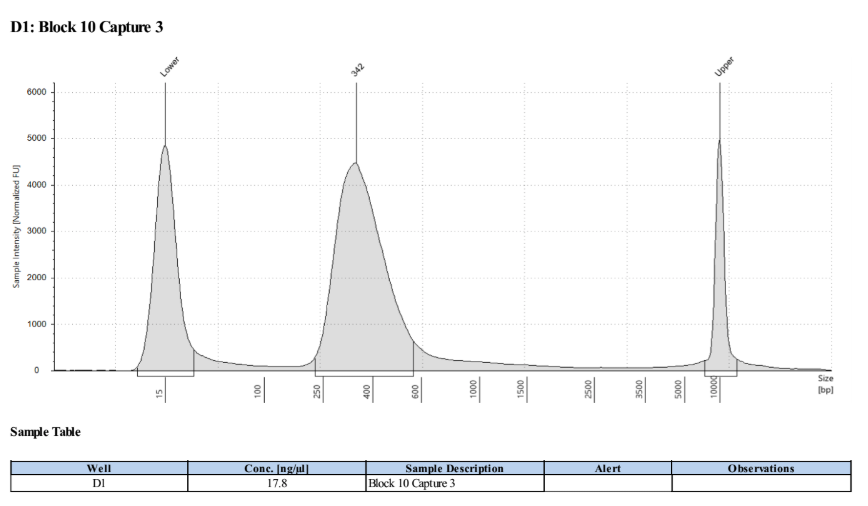 D1: Block 10 Capture 3
Lower
342
Upper
Sample Intensity [Normalized FU]
6000
5000
4000
3000
2000
1000
0
15
100
250
400
600
1000
1500
2500
3500
5000
10000
Size
[bp]
Sample Table
Well Conc. [ng/µl] Sample Description Alert Observations
D1 17.8 Block 10 Capture 3